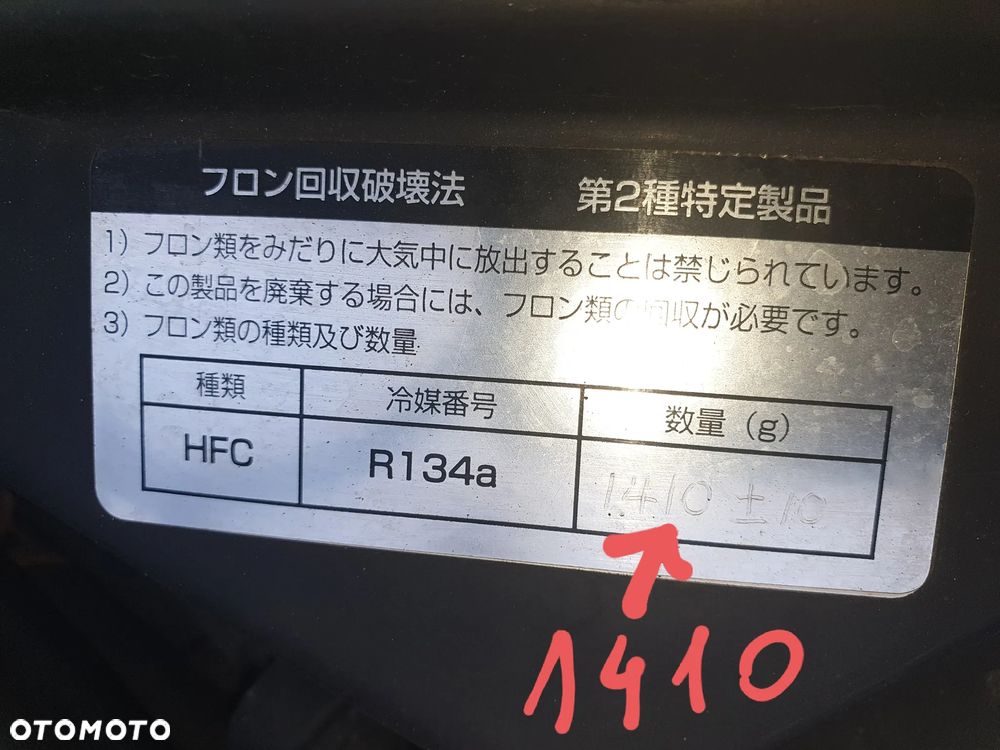 フロン回収破壊法 第2種特定製品
1) フロン類をみだりに大気中に放出することは禁じられています。
2) この製品を廃棄する場合には、フロン類の回収が必要です。
3) フロン類の種類及び数量
種類 冷媒番号 数量 (g)
HFC R134a 1410 ± 10
1410
OTOMOTO